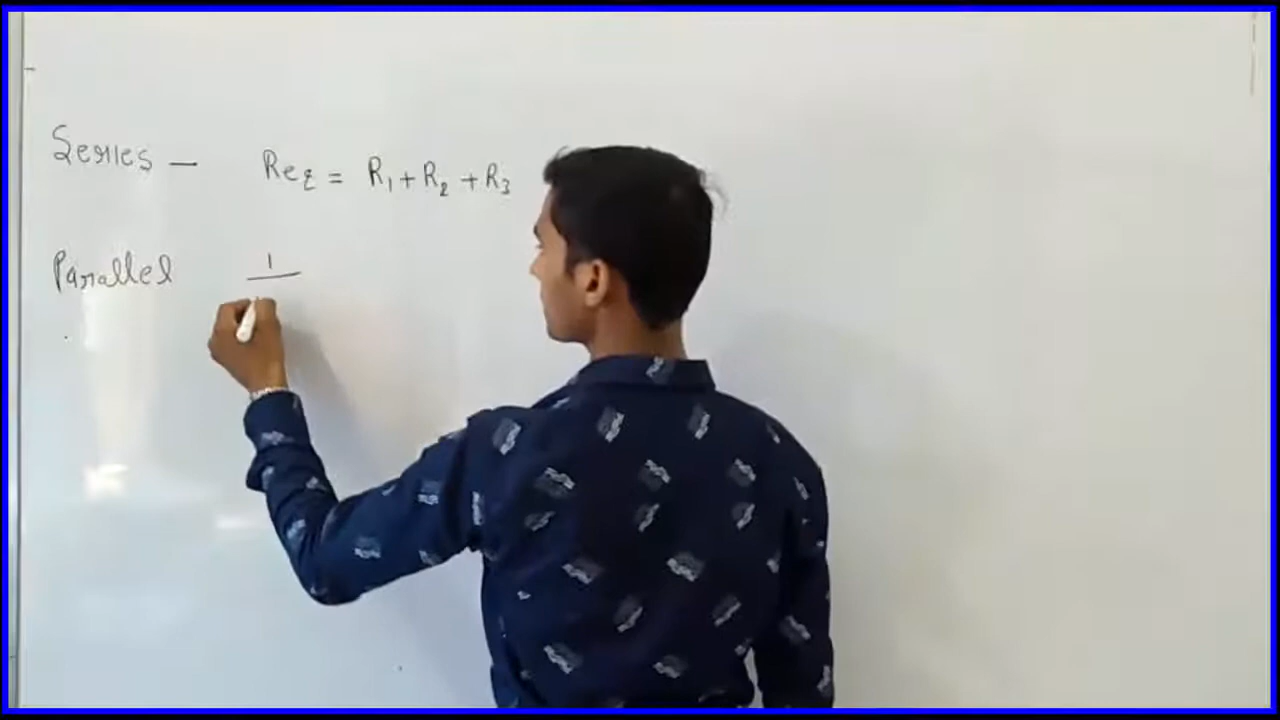 Series — Req = R₁ + R₂ + R₃
Parallel 1